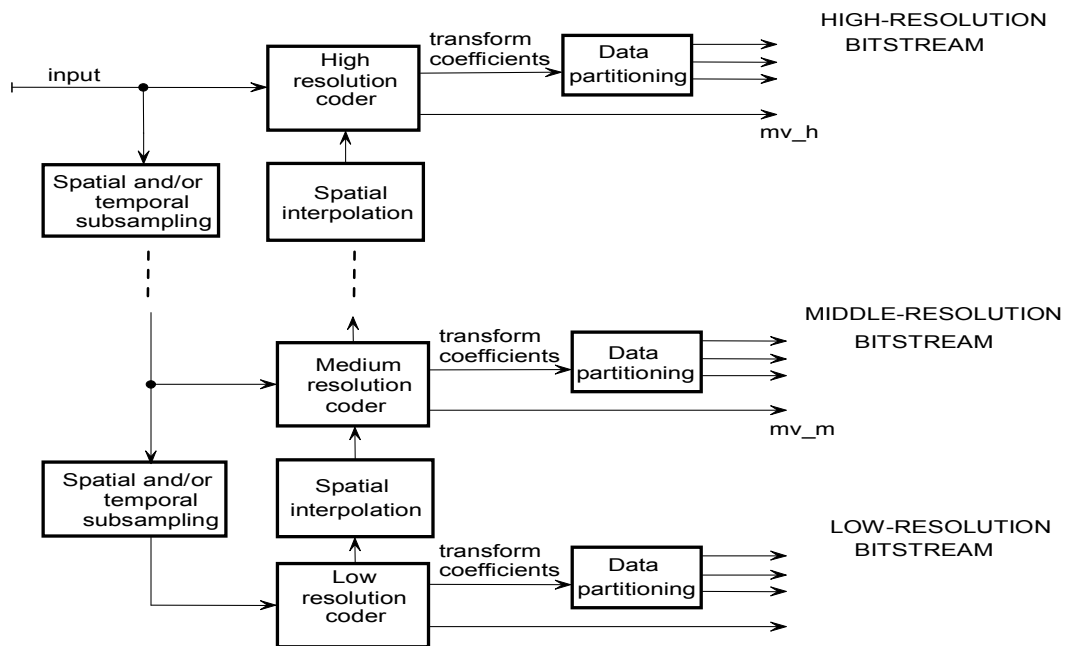 HIGH-RESOLUTION
BITSTREAM
transform
coefficients
Data
partitioning
input
High
resolution
coder
mv_h
Spatial and/or
temporal
subsampling
Spatial
interpolation
MIDDLE-RESOLUTION
BITSTREAM
transform
coefficients
Data
partitioning
Medium
resolution
coder
mv_m
Spatial and/or
temporal
subsampling
Spatial
interpolation
LOW-RESOLUTION
BITSTREAM
transform
coefficients
Data
partitioning
Low
resolution
coder